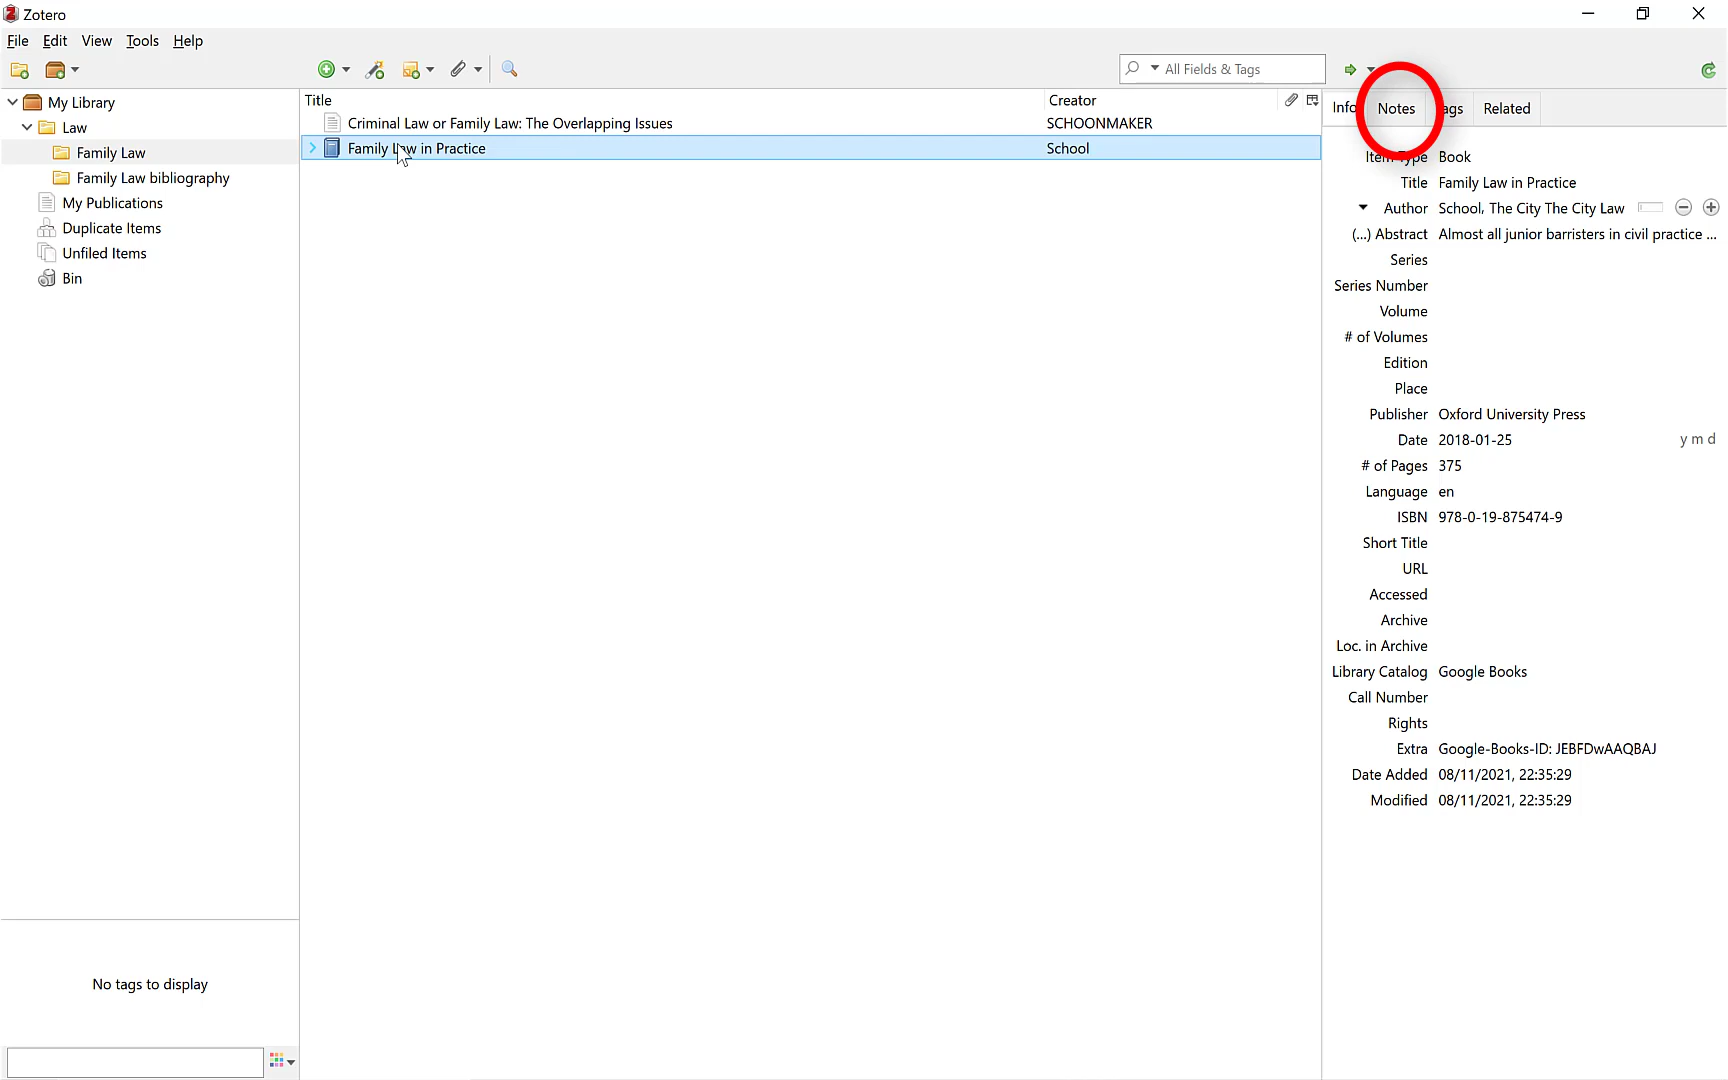 Zotero
File Edit View Tools Help
All Fields & Tags
My Library
Law
Family Law
Family Law bibliography
My Publications
Duplicate Items
Unfiled Items
Bin
No tags to display
Title Creator
Criminal Law or Family Law: The Overlapping Issues SCHOONMAKER
Family Law in Practice School
Info Notes ags Related
Item Type Book
Title Family Law in Practice
Author School, The City The City Law
(...) Abstract Almost all junior barristers in civil practice ...
Series
Series Number
Volume
# of Volumes
Edition
Place
Publisher Oxford University Press
Date 2018-01-25 y m d
# of Pages 375
Language en
ISBN 978-0-19-875474-9
Short Title
URL
Accessed
Archive
Loc. in Archive
Library Catalog Google Books
Call Number
Rights
Extra Google-Books-ID: JEBFDwAAQBAJ
Date Added 08/11/2021, 22:35:29
Modified 08/11/2021, 22:35:29